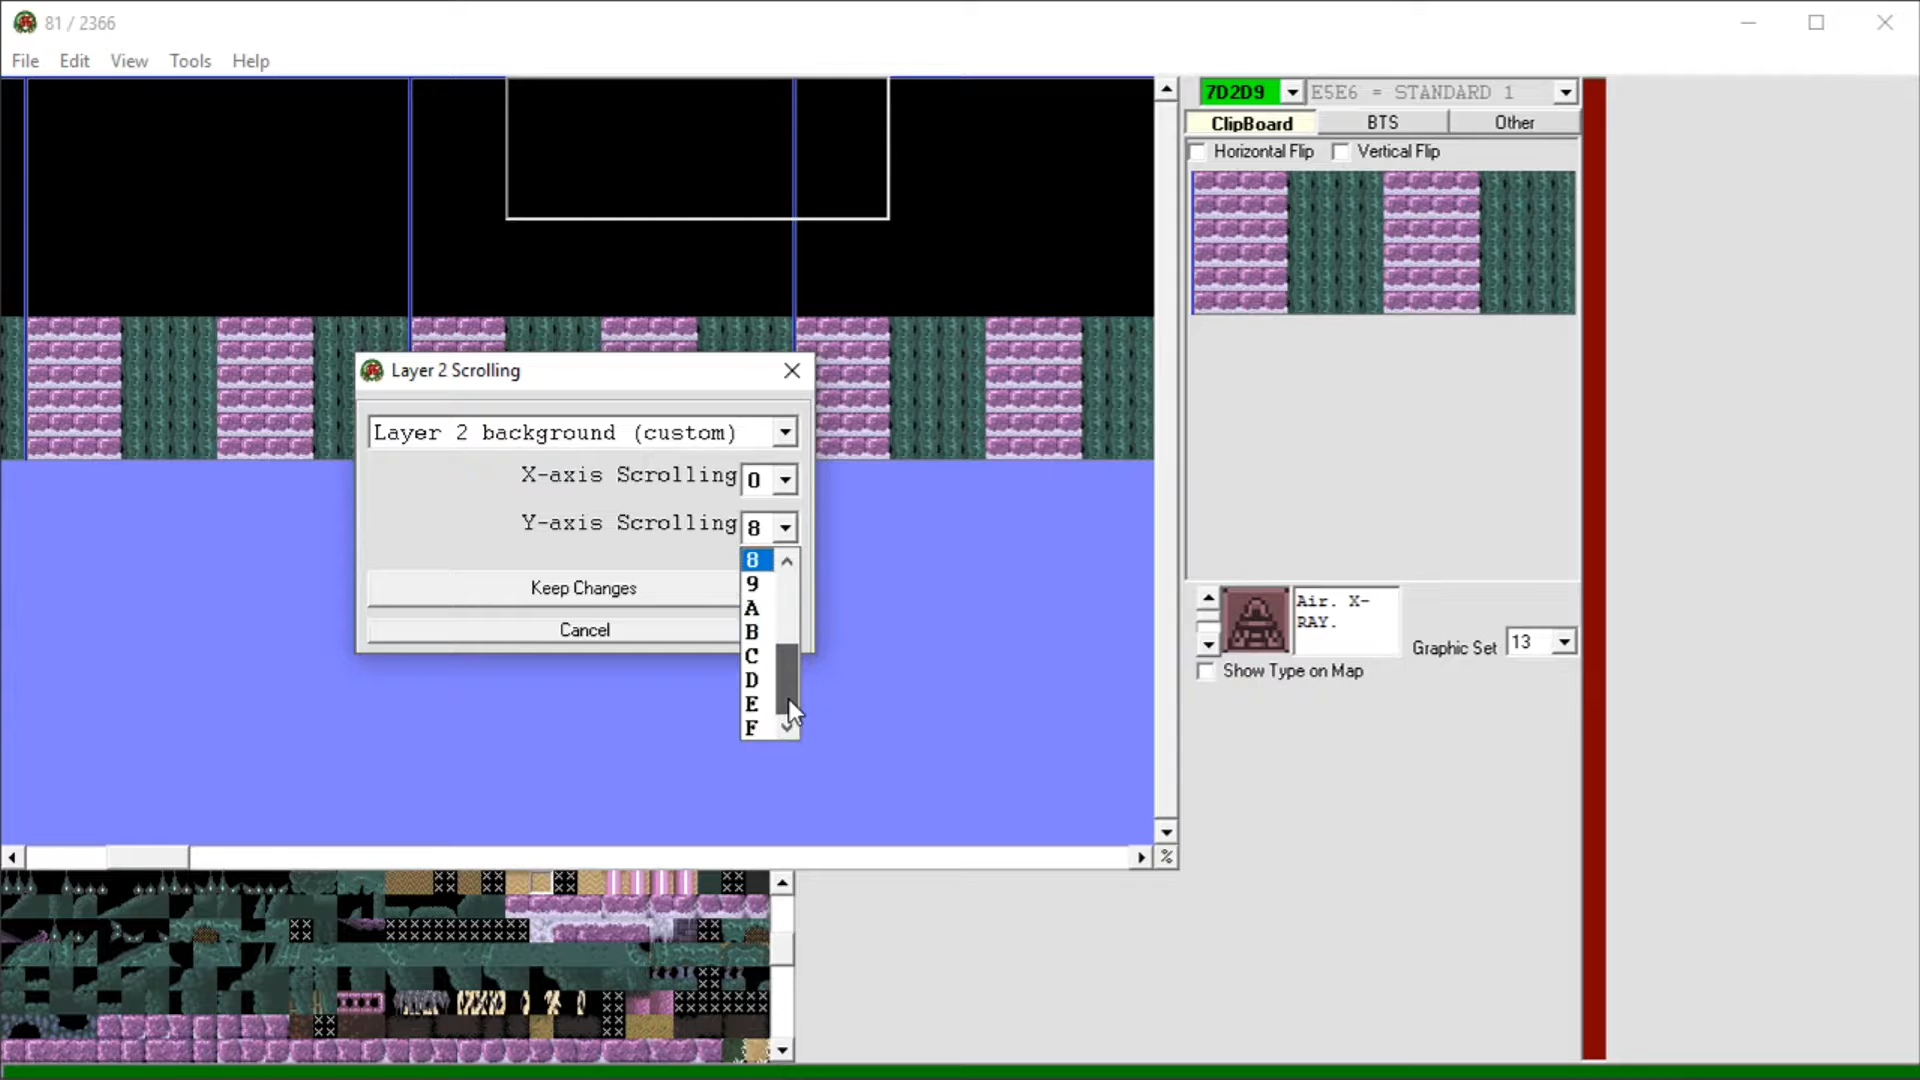 81 / 2366
File Edit View Tools Help
7D2D9 E5E6 = STANDARD 1
ClipBoard BTS Other
Horizontal Flip Vertical Flip
Layer 2 Scrolling
Layer 2 background (custom)
X-axis Scrolling 0
Y-axis Scrolling 8
8
9
A
B
C
D
E
F
Keep Changes
Cancel
Air. X-
RAY.
Graphic Set 13
Show Type on Map
%